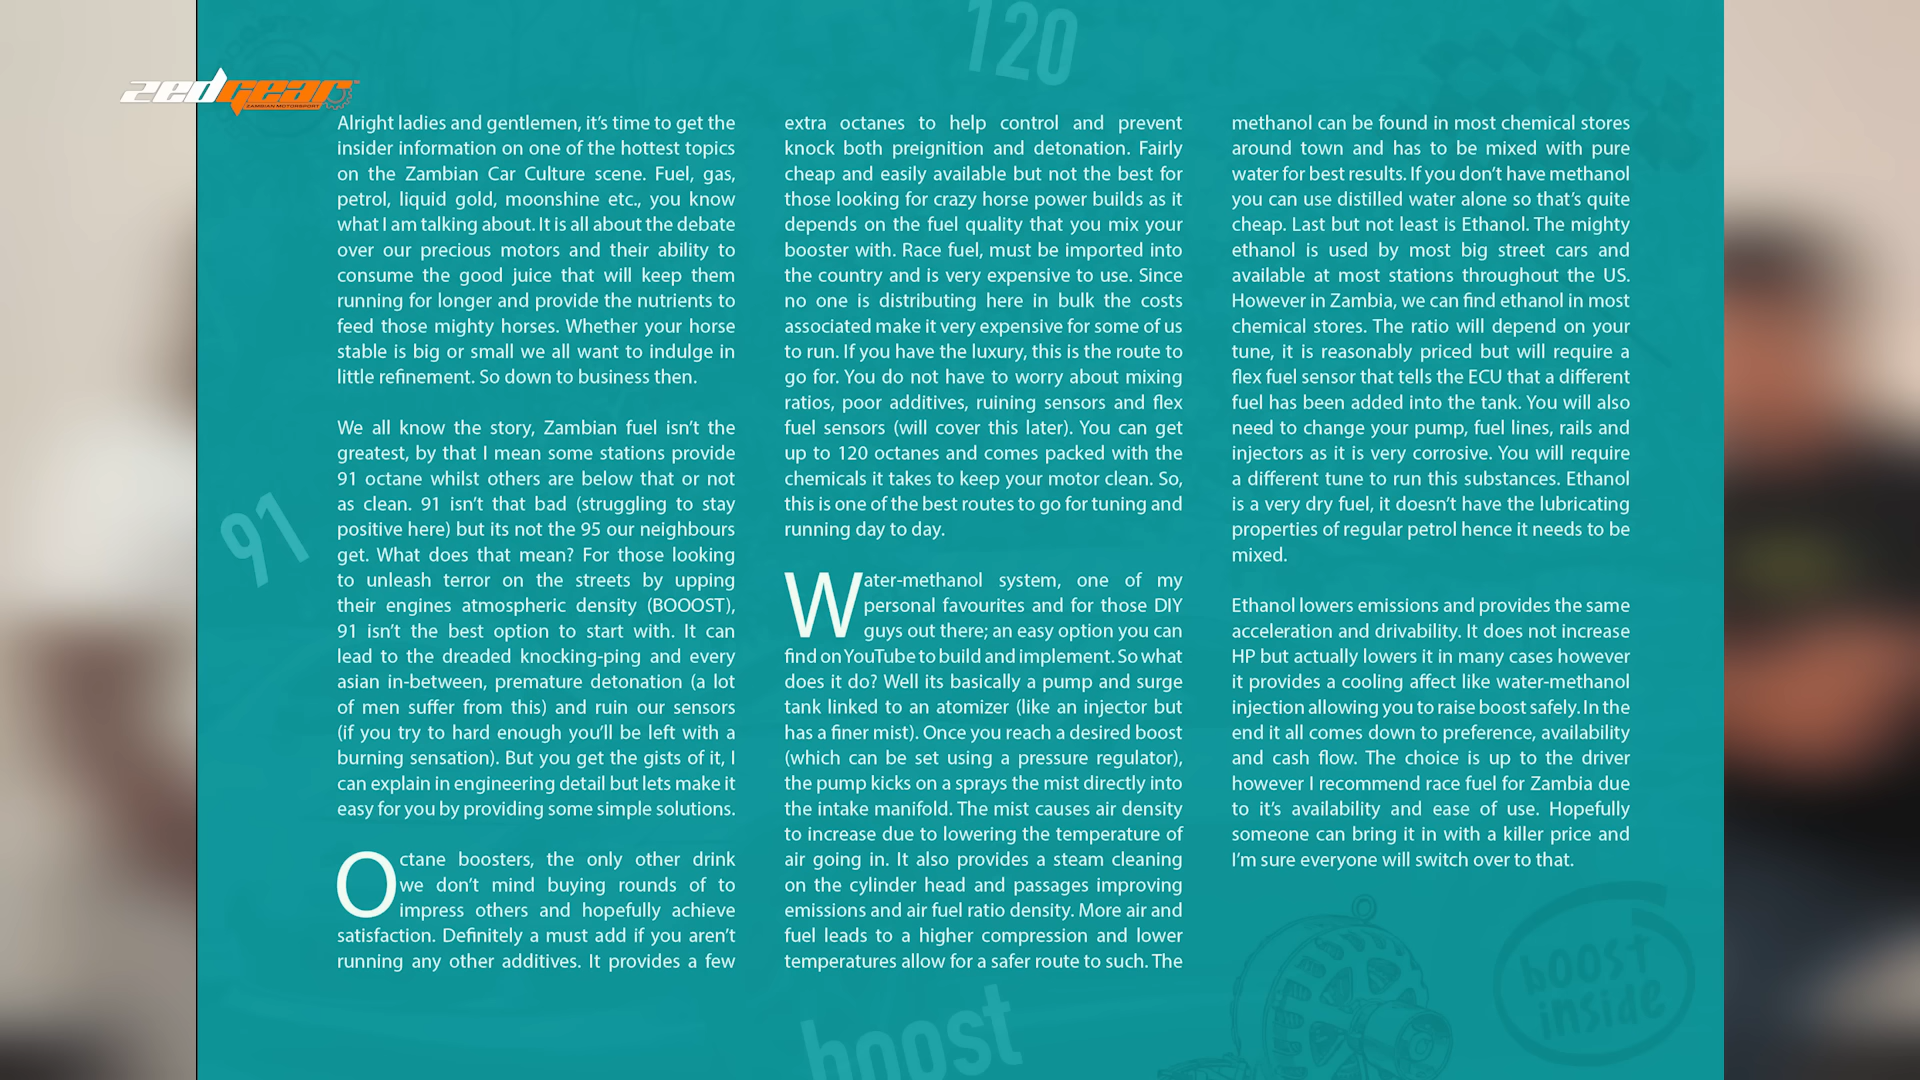 120
zedgear
ZAMBIAN MOTORSPORT
Alright ladies and gentlemen, it's time to get the
insider information on one of the hottest topics
on the Zambian Car Culture scene. Fuel, gas,
petrol, liquid gold, moonshine etc., you know
what I am talking about. It is all about the debate
over our precious motors and their ability to
consume the good juice that will keep them
running for longer and provide the nutrients to
feed those mighty horses. Whether your horse
stable is big or small we all want to indulge in
little refinement. So down to business then.
We all know the story, Zambian fuel isn't the
greatest, by that I mean some stations provide
91 octane whilst others are below that or not
as clean. 91 isn't that bad (struggling to stay
positive here) but its not the 95 our neighbours
get. What does that mean? For those looking
to unleash terror on the streets by upping
their engines atmospheric density (BOOOST),
91 isn't the best option to start with. It can
lead to the dreaded knocking-ping and every
asian in-between, premature detonation (a lot
of men suffer from this) and ruin our sensors
(if you try to hard enough you'll be left with a
burning sensation). But you get the gists of it, I
can explain in engineering detail but lets make it
easy for you by providing some simple solutions.
Octane boosters, the only other drink
we don't mind buying rounds of to
impress others and hopefully achieve
satisfaction. Definitely a must add if you aren't
running any other additives. It provides a few
91
extra octanes to help control and prevent
knock both preignition and detonation. Fairly
cheap and easily available but not the best for
those looking for crazy horse power builds as it
depends on the fuel quality that you mix your
booster with. Race fuel, must be imported into
the country and is very expensive to use. Since
no one is distributing here in bulk the costs
associated make it very expensive for some of us
to run. If you have the luxury, this is the route to
go for. You do not have to worry about mixing
ratios, poor additives, ruining sensors and flex
fuel sensors (will cover this later). You can get
up to 120 octanes and comes packed with the
chemicals it takes to keep your motor clean. So,
this is one of the best routes to go for tuning and
running day to day.
Water-methanol system, one of my
personal favourites and for those DIY
guys out there; an easy option you can
find on YouTube to build and implement. So what
does it do? Well its basically a pump and surge
tank linked to an atomizer (like an injector but
has a finer mist). Once you reach a desired boost
(which can be set using a pressure regulator),
the pump kicks on a sprays the mist directly into
the intake manifold. The mist causes air density
to increase due to lowering the temperature of
air going in. It also provides a steam cleaning
on the cylinder head and passages improving
emissions and air fuel ratio density. More air and
fuel leads to a higher compression and lower
temperatures allow for a safer route to such. The
boost
methanol can be found in most chemical stores
around town and has to be mixed with pure
water for best results. If you don't have methanol
you can use distilled water alone so that's quite
cheap. Last but not least is Ethanol. The mighty
ethanol is used by most big street cars and
available at most stations throughout the US.
However in Zambia, we can find ethanol in most
chemical stores. The ratio will depend on your
tune, it is reasonably priced but will require a
flex fuel sensor that tells the ECU that a different
fuel has been added into the tank. You will also
need to change your pump, fuel lines, rails and
injectors as it is very corrosive. You will require
a different tune to run this substances. Ethanol
is a very dry fuel, it doesn't have the lubricating
properties of regular petrol hence it needs to be
mixed.
Ethanol lowers emissions and provides the same
acceleration and drivability. It does not increase
HP but actually lowers it in many cases however
it provides a cooling affect like water-methanol
injection allowing you to raise boost safely. In the
end it all comes down to preference, availability
and cash flow. The choice is up to the driver
however I recommend race fuel for Zambia due
to it's availability and ease of use. Hopefully
someone can bring it in with a killer price and
I'm sure everyone will switch over to that.
boost
inside